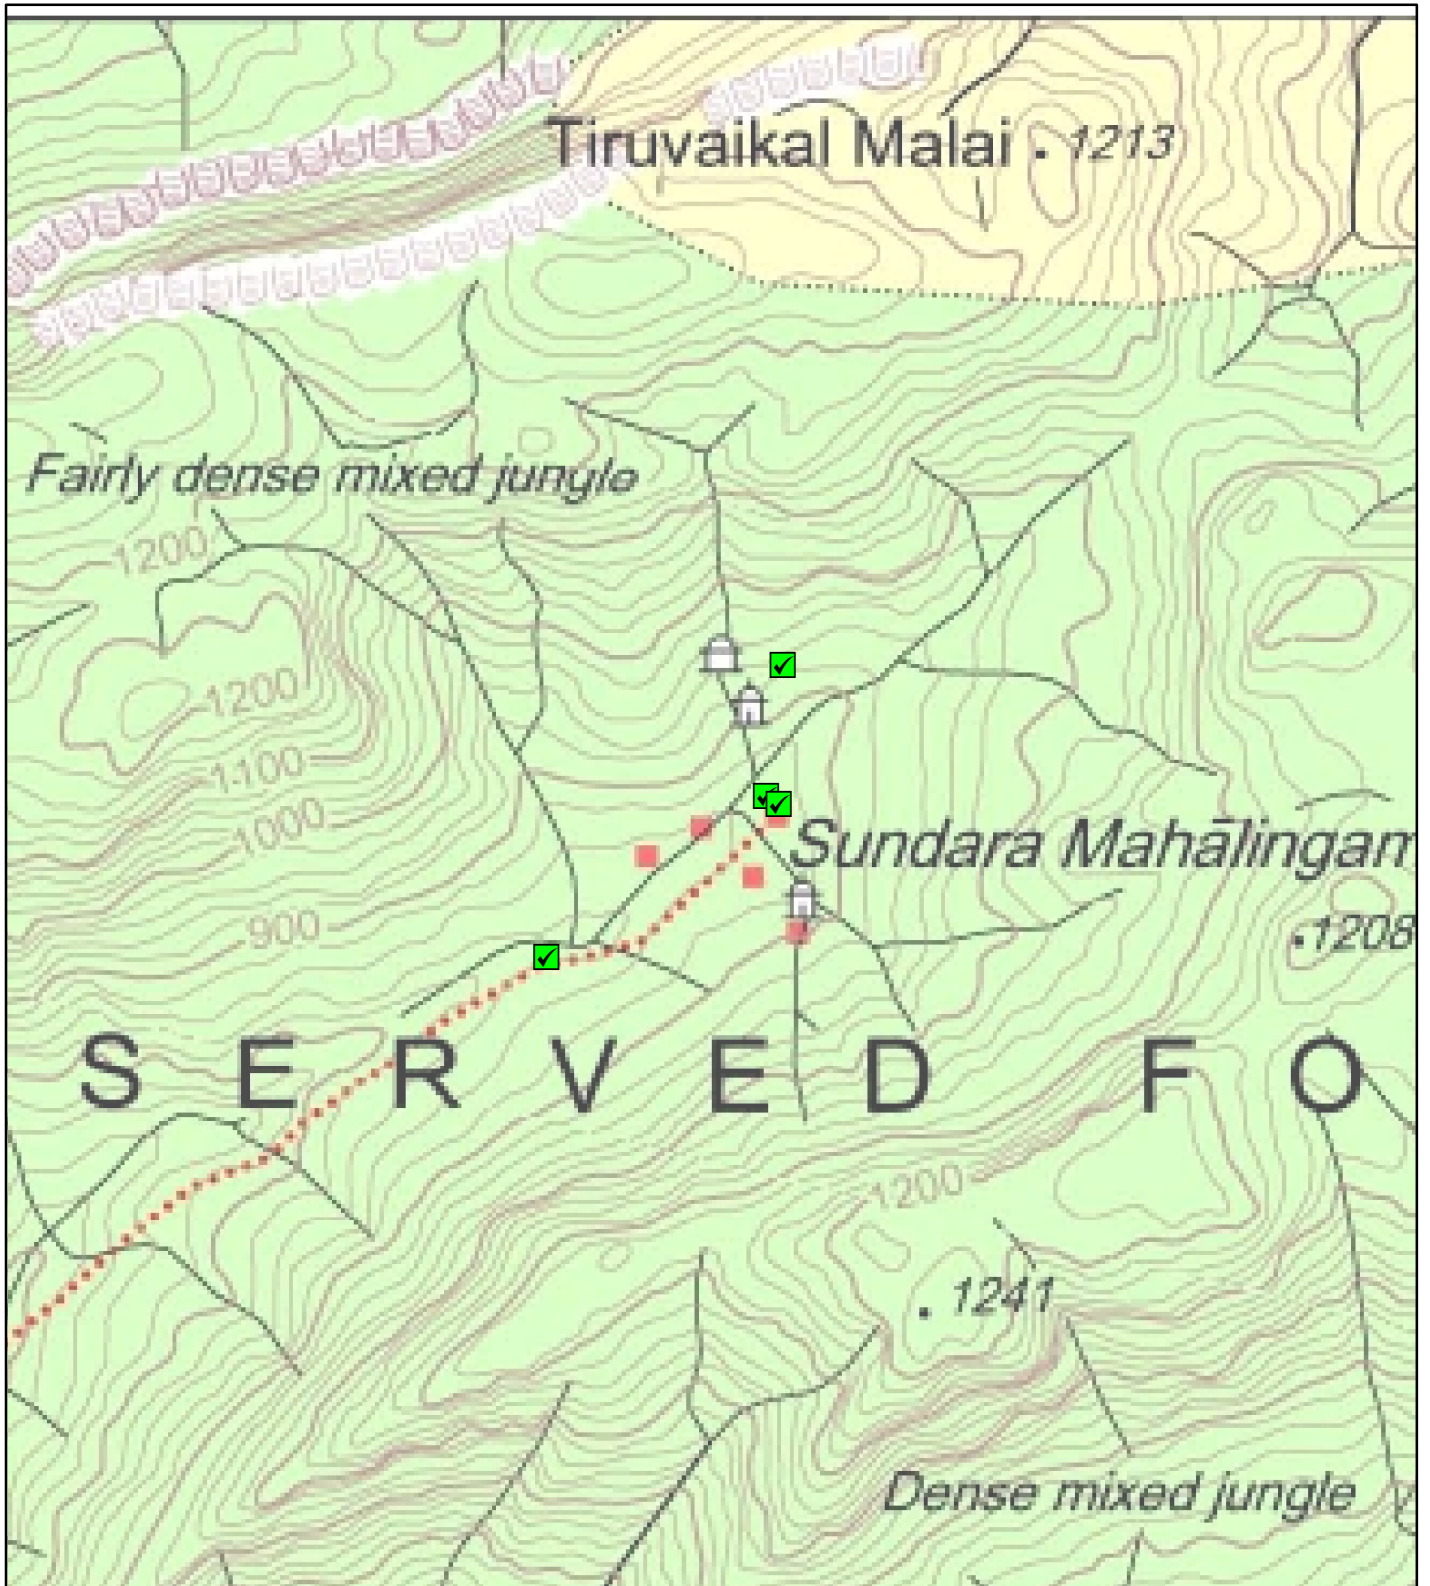 Tiruvaikal Malai . 1213
Fairly dense mixed jungle
1200
1200
1100
1000
Sundara Mahālingam
900
.1208
S E R V E D F O
1200
. 1241
Dense mixed jungle